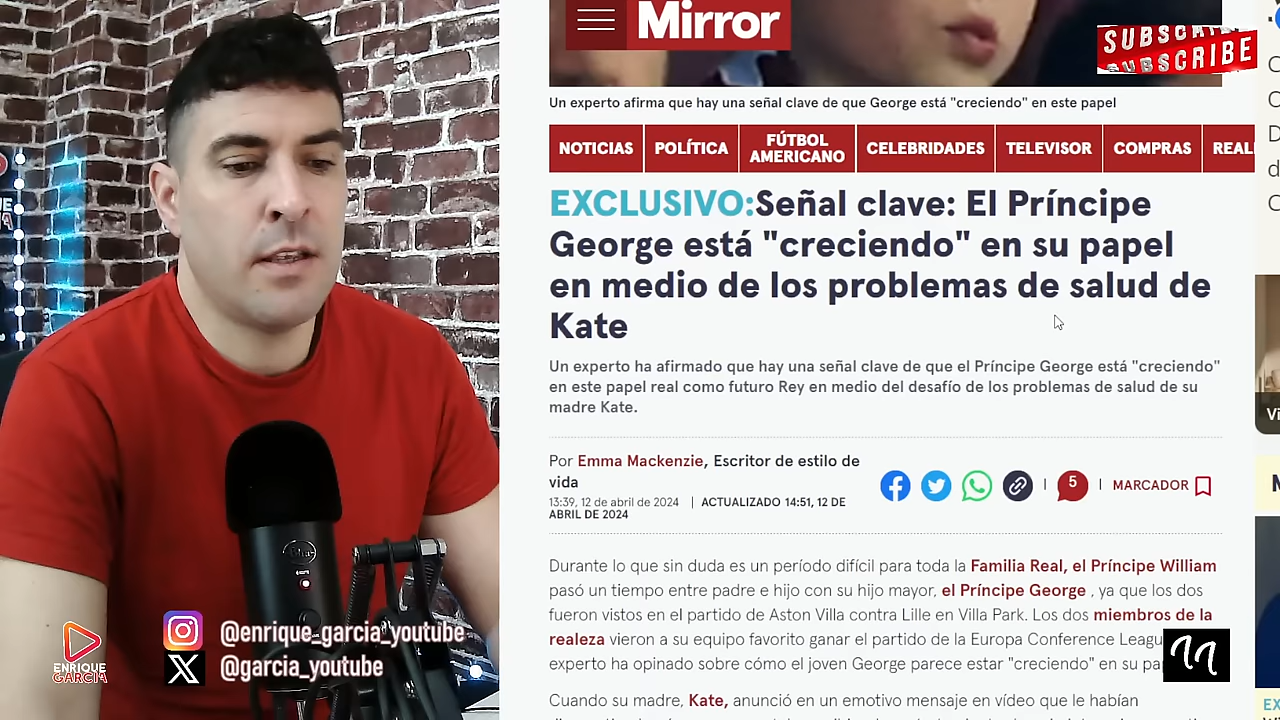 Mirror
SUBSCRIBE
SUBSCRIBE
Un experto afirma que hay una señal clave de que George está "creciendo" en este papel
NOTICIAS
POLÍTICA
FÚTBOL
AMERICANO
CELEBRIDADES
TELEVISOR
COMPRAS
REAL
EXCLUSIVO:Señal clave: El Príncipe
George está "creciendo" en su papel
en medio de los problemas de salud de
Kate
Un experto ha afirmado que hay una señal clave de que el Príncipe George está "creciendo"
en este papel real como futuro Rey en medio del desafío de los problemas de salud de su
madre Kate.
Por Emma Mackenzie, Escritor de estilo de
vida
13:39, 12 de abril de 2024 | ACTUALIZADO 14:51, 12 DE
ABRIL DE 2024
5
MARCADOR
Durante lo que sin duda es un período difícil para toda la Familia Real, el Príncipe William
pasó un tiempo entre padre e hijo con su hijo mayor, el Príncipe George , ya que los dos
fueron vistos en el partido de Aston Villa contra Lille en Villa Park. Los dos miembros de la
realeza vieron a su equipo favorito ganar el partido de la Europa Conference Leagu
experto ha opinado sobre cómo el joven George parece estar "creciendo" en su pa
Cuando su madre, Kate, anunció en un emotivo mensaje en vídeo que le habían
@enrique_garcia_youtube
@garcia_youtube
ENRIQUE
GARCIA